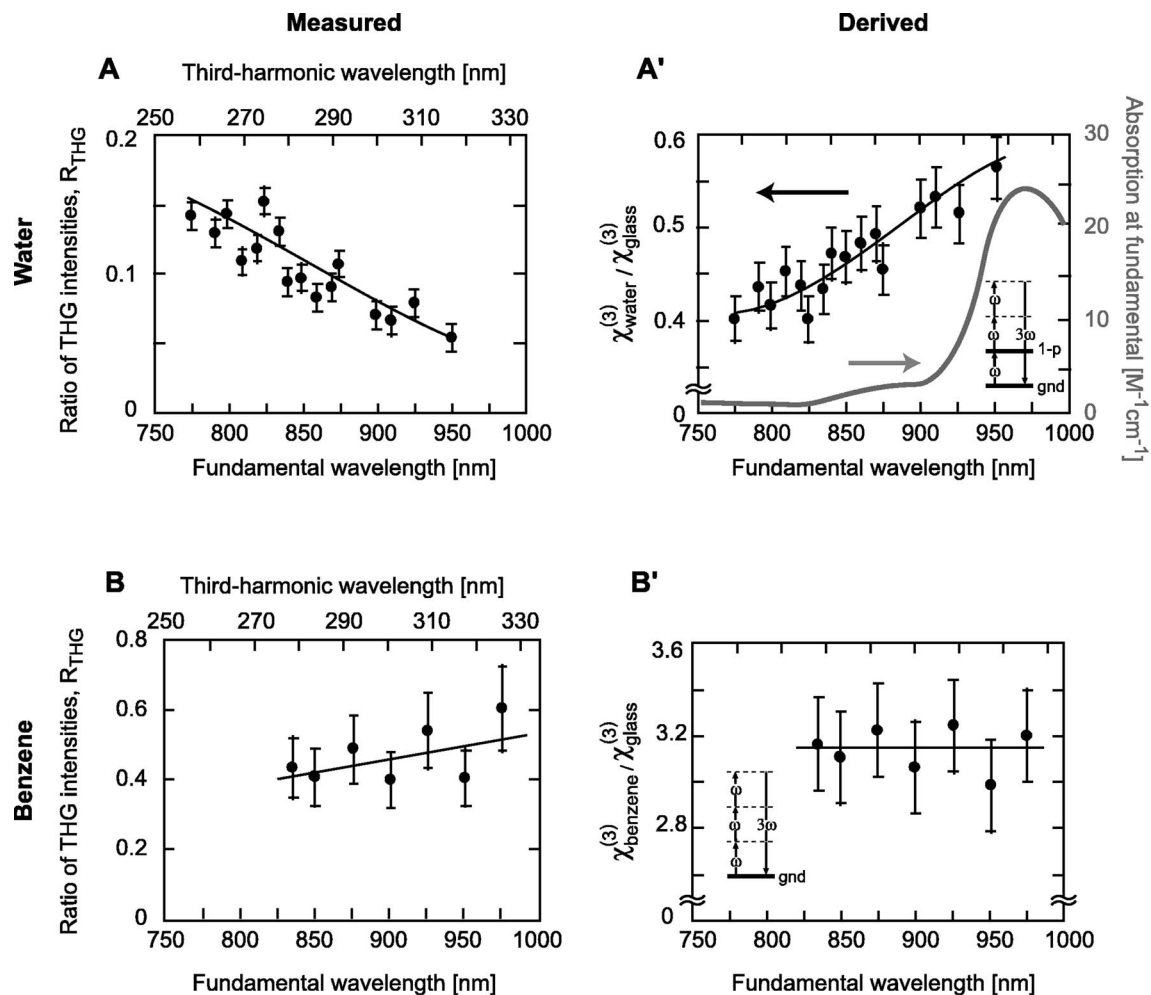 Measured
Derived
Water
A
Third-harmonic wavelength [nm]
250 270 290 310 330
Ratio of THG intensities, R_THG
0.2
0.1
0
750 800 850 900 950 1000
Fundamental wavelength [nm]
A'
χ^(3)_water / χ^(3)_glass
0.6
0.5
0.4
0
Absorption at fundamental [M⁻¹cm⁻¹]
30
20
10
0
ω
ω 3ω
1-p
ω
gnd
750 800 850 900 950 1000
Fundamental wavelength [nm]
Benzene
B
Third-harmonic wavelength [nm]
250 270 290 310 330
Ratio of THG intensities, R_THG
0.8
0.6
0.4
0.2
0
750 800 850 900 950 1000
Fundamental wavelength [nm]
B'
χ^(3)_benzene / χ^(3)_glass
3.6
3.2
2.8
0
ω
ω 3ω
ω
gnd
750 800 850 900 950 1000
Fundamental wavelength [nm]